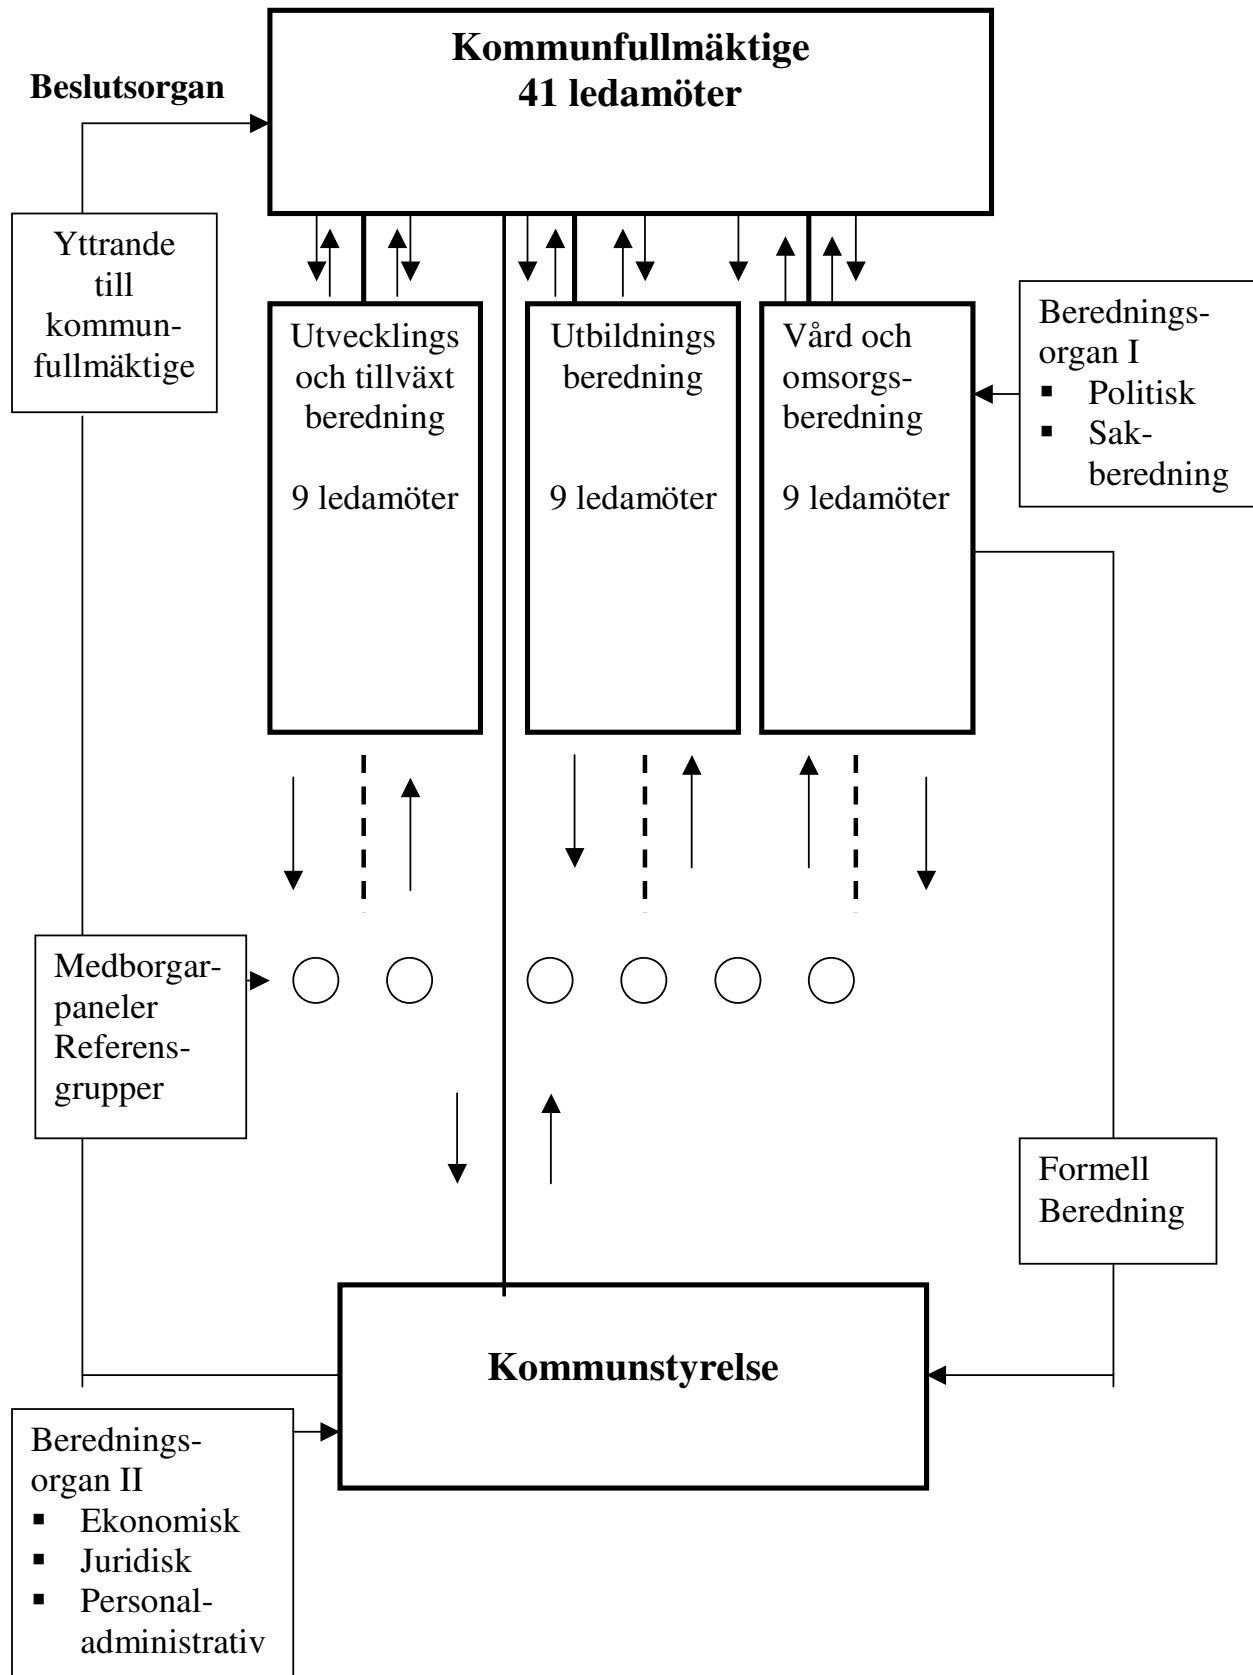 Kommunfullmäktige
41 ledamöter
Beslutsorgan
Yttrande
till
kommun-
fullmäktige
Utvecklings
och tillväxt
beredning
9 ledamöter
Utbildnings
beredning
9 ledamöter
Vård och
omsorgs-
beredning
9 ledamöter
Berednings-
organ I
▪ Politisk
▪ Sak-
beredning
Medborgar-
paneler
Referens-
grupper
Formell
Beredning
Kommunstyrelse
Berednings-
organ II
▪ Ekonomisk
▪ Juridisk
▪ Personal-
administrativ